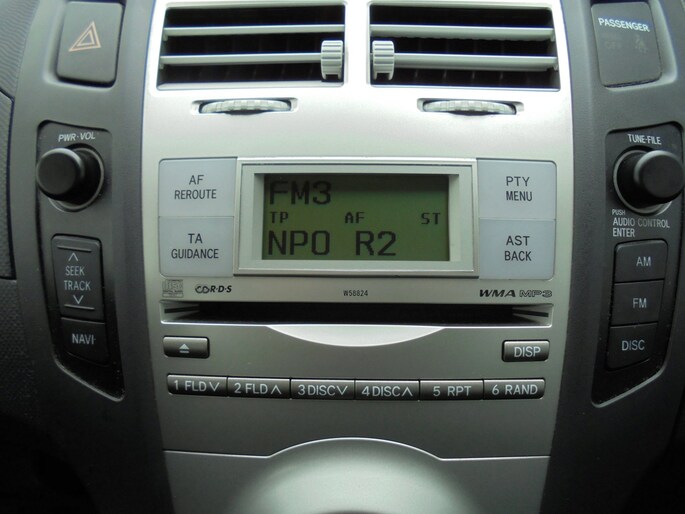 PASSENGER
PWR·VOL
TUNE·FILE
AF
REROUTE
FM3
TP AF ST
NPO R2
PTY
MENU
TA
GUIDANCE
AST
BACK
PUSH
AUDIO CONTROL
ENTER
SEEK
TRACK
AM
R·D·S
W58824
WMA MP3
FM
NAVI
DISP
DISC
1 FLD
2 FLD
3 DISC
4 DISC
5 RPT
6 RAND